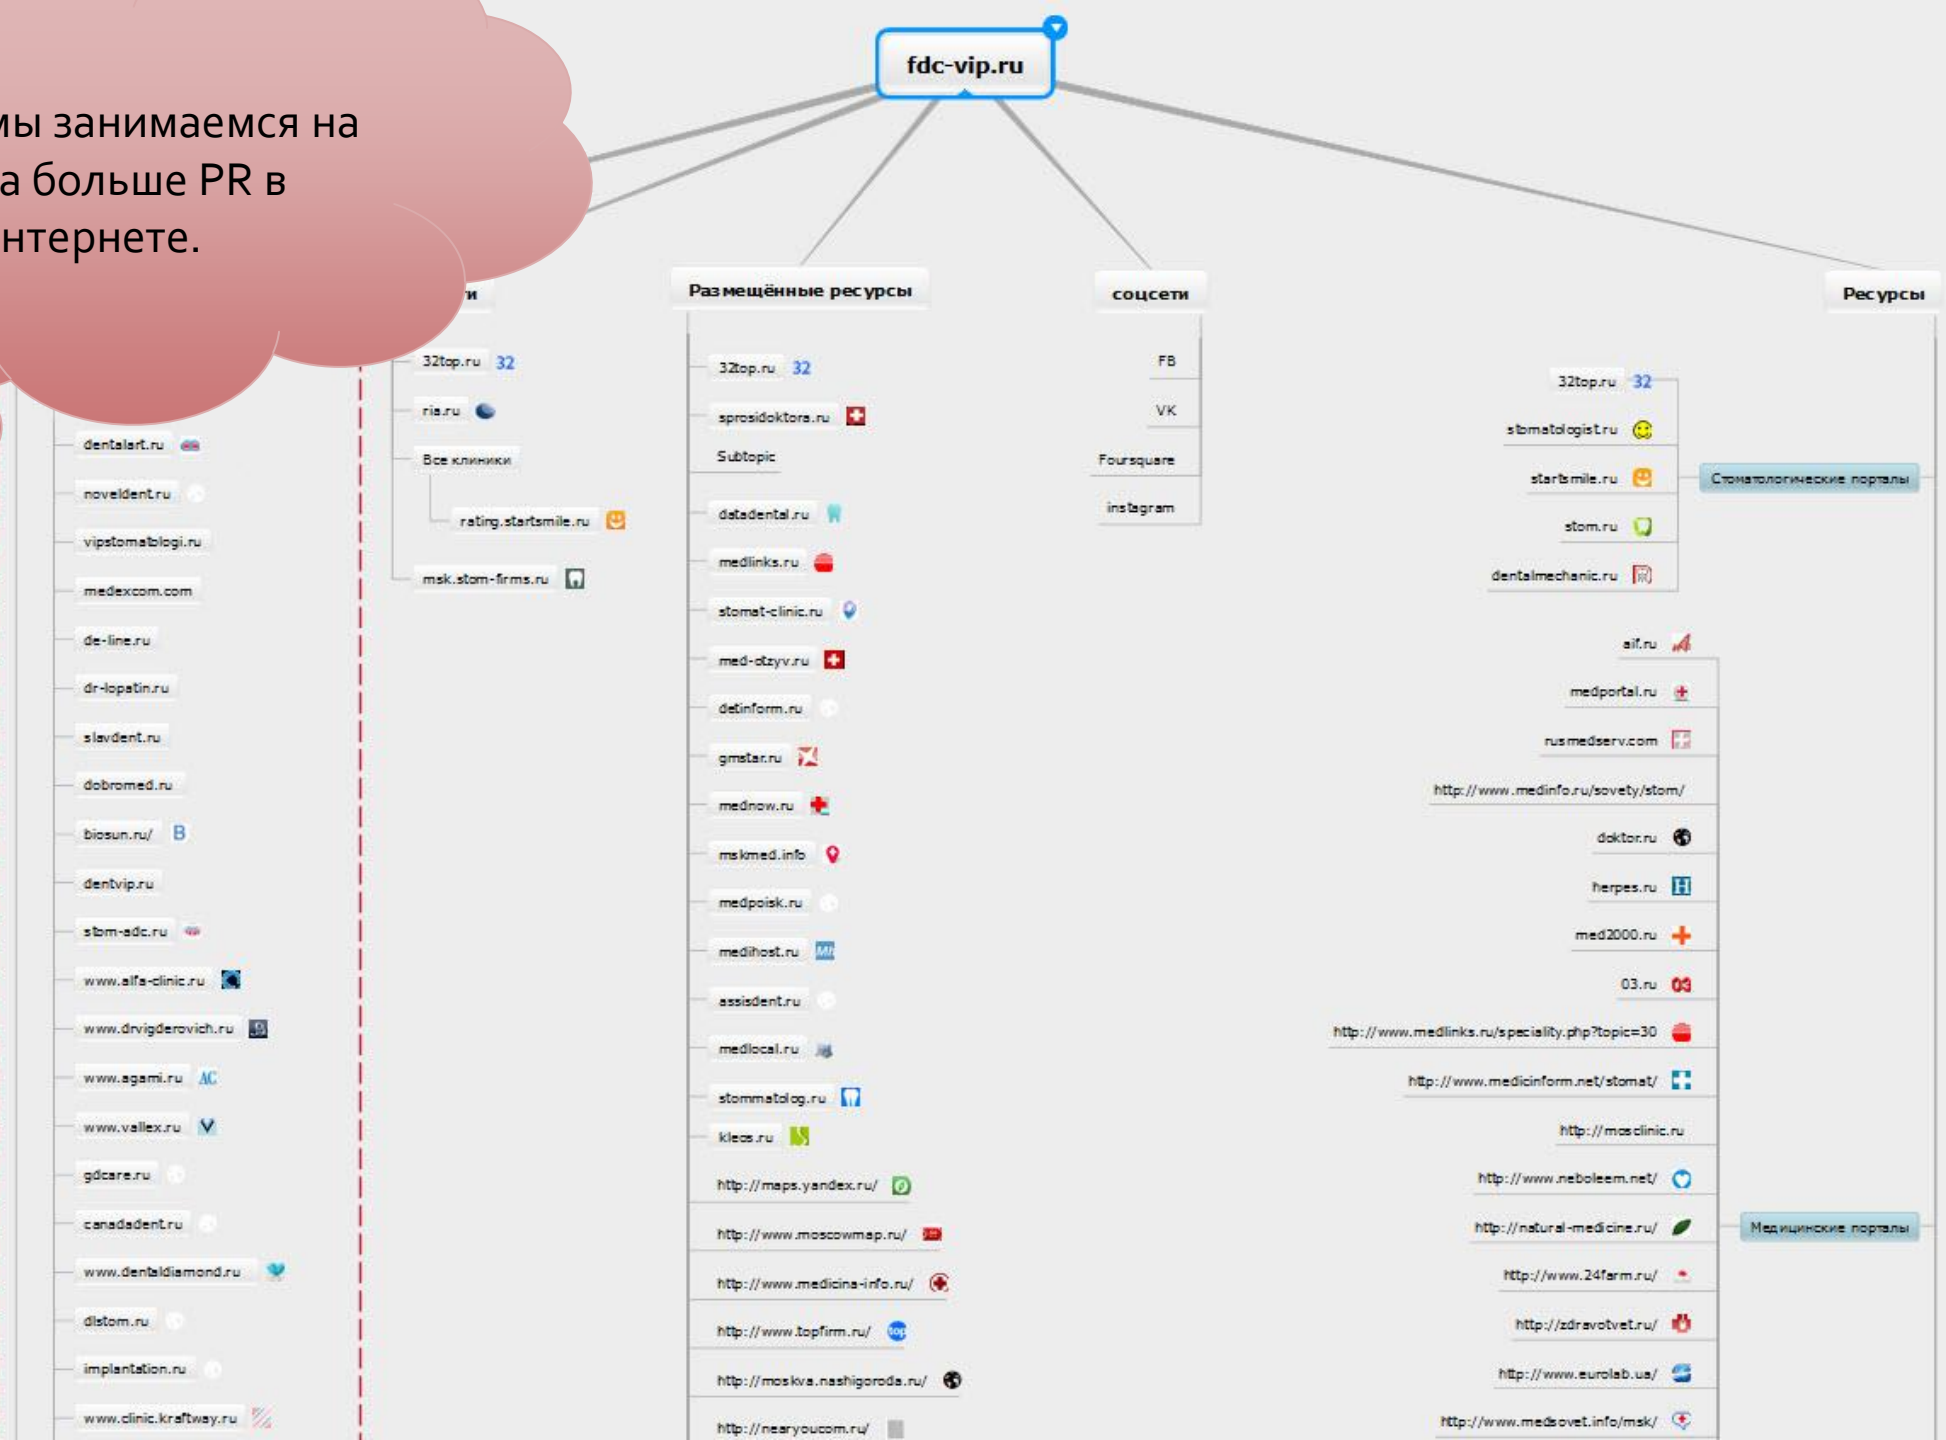 fdc-vip.ru
мы занимаемся на
а больше PR в
нтернете.
dentalart.ru
noveldent.ru
vipstomatologi.ru
medexcom.com
de-line.ru
dr-lopatin.ru
slavdent.ru
dobromed.ru
biosun.ru/
dentvip.ru
stom-adc.ru
www.alfa-clinic.ru
www.drvigderovich.ru
www.agami.ru
www.vallex.ru
gdcare.ru
canadadent.ru
www.dentaldiamond.ru
distom.ru
implantation.ru
www.clinic.kraftway.ru
и
32top.ru 32
ria.ru
Все клиники
rating.startsmile.ru
msk.stom-firms.ru
Размещённые ресурсы
32top.ru 32
sprosidoktora.ru
Subtopic
datadental.ru
medlinks.ru
stomat-clinic.ru
med-otzyv.ru
detinform.ru
gmstar.ru
mednow.ru
mskmed.info
medpoisk.ru
medihost.ru
assisdent.ru
medlocal.ru
stommatolog.ru
kleos.ru
http://maps.yandex.ru/
http://www.moscowmap.ru/
http://www.medicina-info.ru/
http://www.topfirm.ru/ top
http://moskva.nashigoroda.ru/
http://nearyoucom.ru/
соцсети
FB
VK
Foursquare
instagram
Ресурсы
Стоматологические порталы
32top.ru 32
stomatologist.ru
startsmile.ru
stom.ru
dentalmechanic.ru
Медицинские порталы
aif.ru
medportal.ru
rusmedserv.com
http://www.medinfo.ru/sovety/stom/
doktor.ru
herpes.ru H
med2000.ru
03.ru 03
http://www.medlinks.ru/speciality.php?topic=30
http://www.medicinform.net/stomat/
http://mosclinic.ru
http://www.neboleem.net/
http://natural-medicine.ru/
http://www.24farm.ru/
http://zdravotvet.ru/
http://www.eurolab.ua/
http://www.medsovet.info/msk/